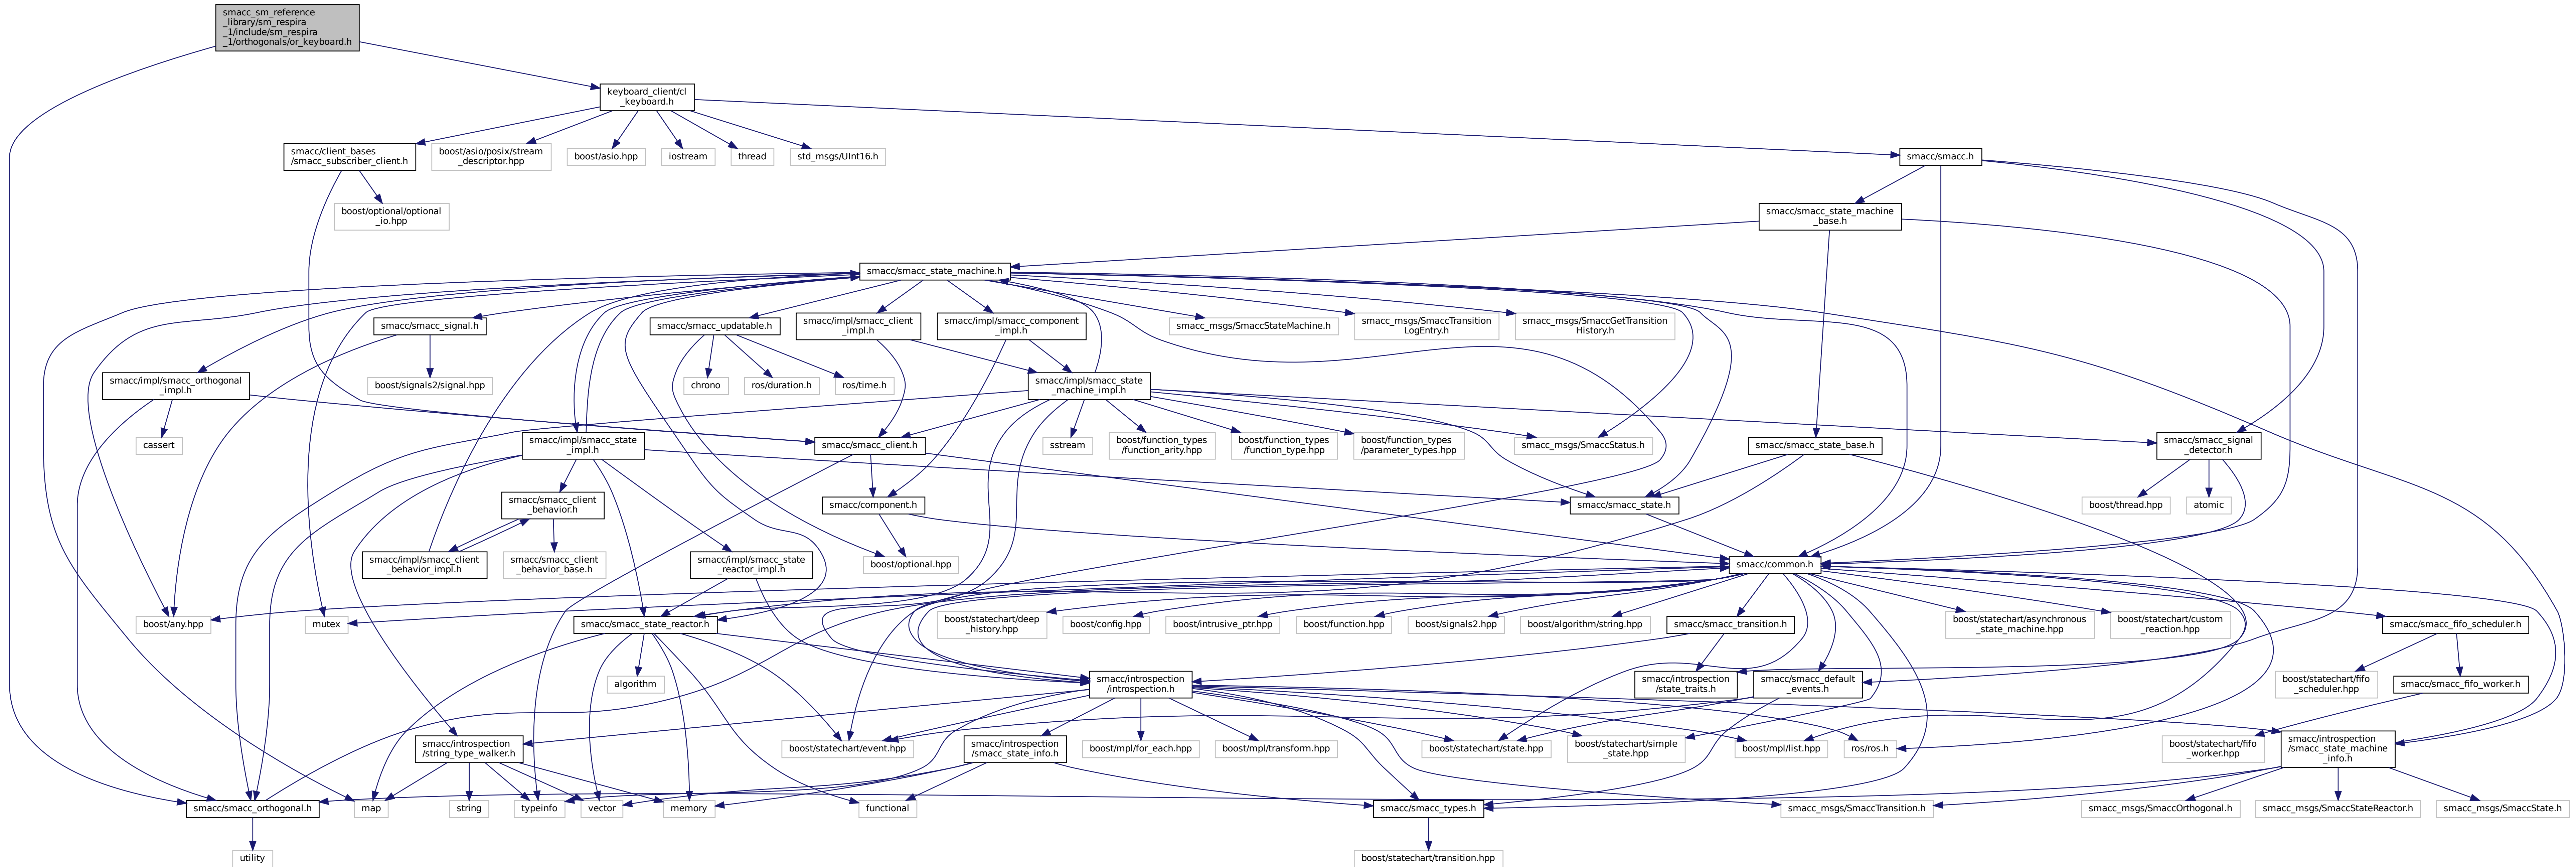 smacc_sm_reference
_library/sm_respira
_1/include/sm_respira
_1/orthogonals/or_keyboard.h
keyboard_client/cl
_keyboard.h
smacc/client_bases
/smacc_subscriber_client.h
boost/asio/posix/stream
_descriptor.hpp
boost/asio.hpp
iostream
thread
std_msgs/UInt16.h
smacc/smacc.h
boost/optional/optional
_io.hpp
smacc/smacc_state_machine
_base.h
smacc/smacc_state_machine.h
smacc/smacc_signal.h
smacc/smacc_updatable.h
smacc/impl/smacc_client
_impl.h
smacc/impl/smacc_component
_impl.h
smacc_msgs/SmaccStateMachine.h
smacc_msgs/SmaccTransition
LogEntry.h
smacc_msgs/SmaccGetTransition
History.h
smacc/impl/smacc_orthogonal
_impl.h
boost/signals2/signal.hpp
chrono
ros/duration.h
ros/time.h
smacc/impl/smacc_state
_machine_impl.h
cassert
smacc/impl/smacc_state
_impl.h
smacc/smacc_client.h
sstream
boost/function_types
/function_arity.hpp
boost/function_types
/function_type.hpp
boost/function_types
/parameter_types.hpp
smacc_msgs/SmaccStatus.h
smacc/smacc_state_base.h
smacc/smacc_signal
_detector.h
smacc/smacc_client
_behavior.h
smacc/component.h
smacc/smacc_state.h
boost/thread.hpp
atomic
smacc/impl/smacc_client
_behavior_impl.h
smacc/smacc_client
_behavior_base.h
smacc/impl/smacc_state
_reactor_impl.h
boost/optional.hpp
smacc/common.h
boost/any.hpp
mutex
smacc/smacc_state_reactor.h
boost/statechart/deep
_history.hpp
boost/config.hpp
boost/intrusive_ptr.hpp
boost/function.hpp
boost/signals2.hpp
boost/algorithm/string.hpp
smacc/smacc_transition.h
boost/statechart/asynchronous
_state_machine.hpp
boost/statechart/custom
_reaction.hpp
smacc/smacc_fifo_scheduler.h
algorithm
smacc/introspection
/introspection.h
smacc/introspection
/state_traits.h
smacc/smacc_default
_events.h
boost/statechart/fifo
_scheduler.hpp
smacc/smacc_fifo_worker.h
smacc/introspection
/string_type_walker.h
boost/statechart/event.hpp
smacc/introspection
/smacc_state_info.h
boost/mpl/for_each.hpp
boost/mpl/transform.hpp
boost/statechart/state.hpp
boost/statechart/simple
_state.hpp
boost/mpl/list.hpp
ros/ros.h
boost/statechart/fifo
_worker.hpp
smacc/introspection
/smacc_state_machine
_info.h
smacc/smacc_orthogonal.h
map
string
typeinfo
vector
memory
functional
smacc/smacc_types.h
smacc_msgs/SmaccTransition.h
smacc_msgs/SmaccOrthogonal.h
smacc_msgs/SmaccStateReactor.h
smacc_msgs/SmaccState.h
utility
boost/statechart/transition.hpp